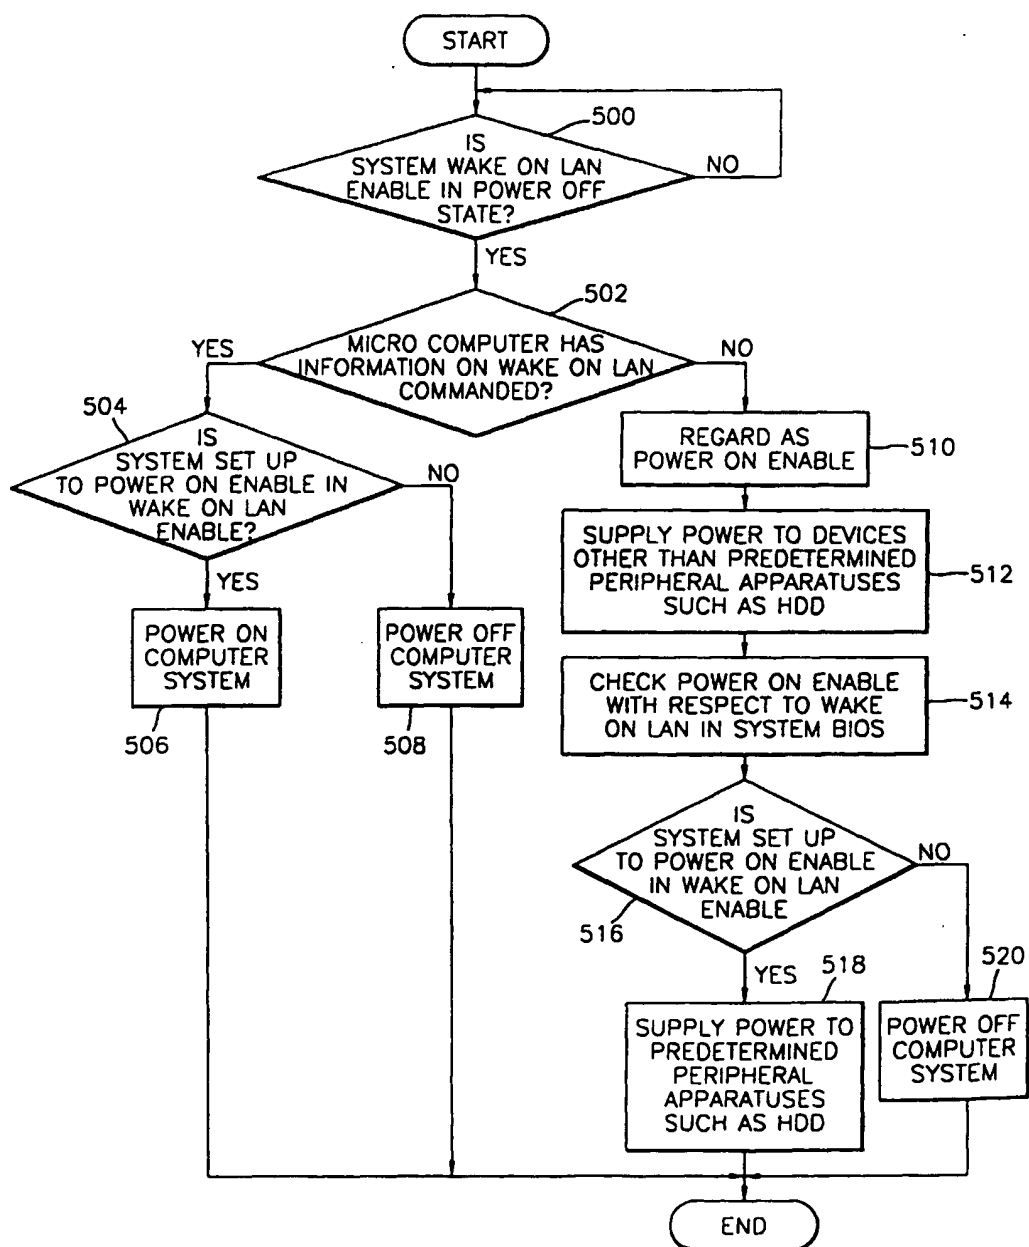 START
500
IS
SYSTEM WAKE ON LAN
ENABLE IN POWER OFF
STATE?
NO
YES
502
MICRO COMPUTER HAS
INFORMATION ON WAKE ON LAN
COMMANDED?
YES
NO
504
IS
SYSTEM SET UP
TO POWER ON ENABLE IN
WAKE ON LAN
ENABLE?
NO
YES
REGARD AS
POWER ON ENABLE
510
SUPPLY POWER TO DEVICES
OTHER THAN PREDETERMINED
PERIPHERAL APPARATUSES
SUCH AS HDD
512
POWER ON
COMPUTER
SYSTEM
506
POWER OFF
COMPUTER
SYSTEM
508
CHECK POWER ON ENABLE
WITH RESPECT TO WAKE
ON LAN IN SYSTEM BIOS
514
IS
SYSTEM SET UP
TO POWER ON ENABLE
IN WAKE ON LAN
ENABLE
516
NO
YES
518
SUPPLY POWER TO
PREDETERMINED
PERIPHERAL
APPARATUSES
SUCH AS HDD
520
POWER OFF
COMPUTER
SYSTEM
END